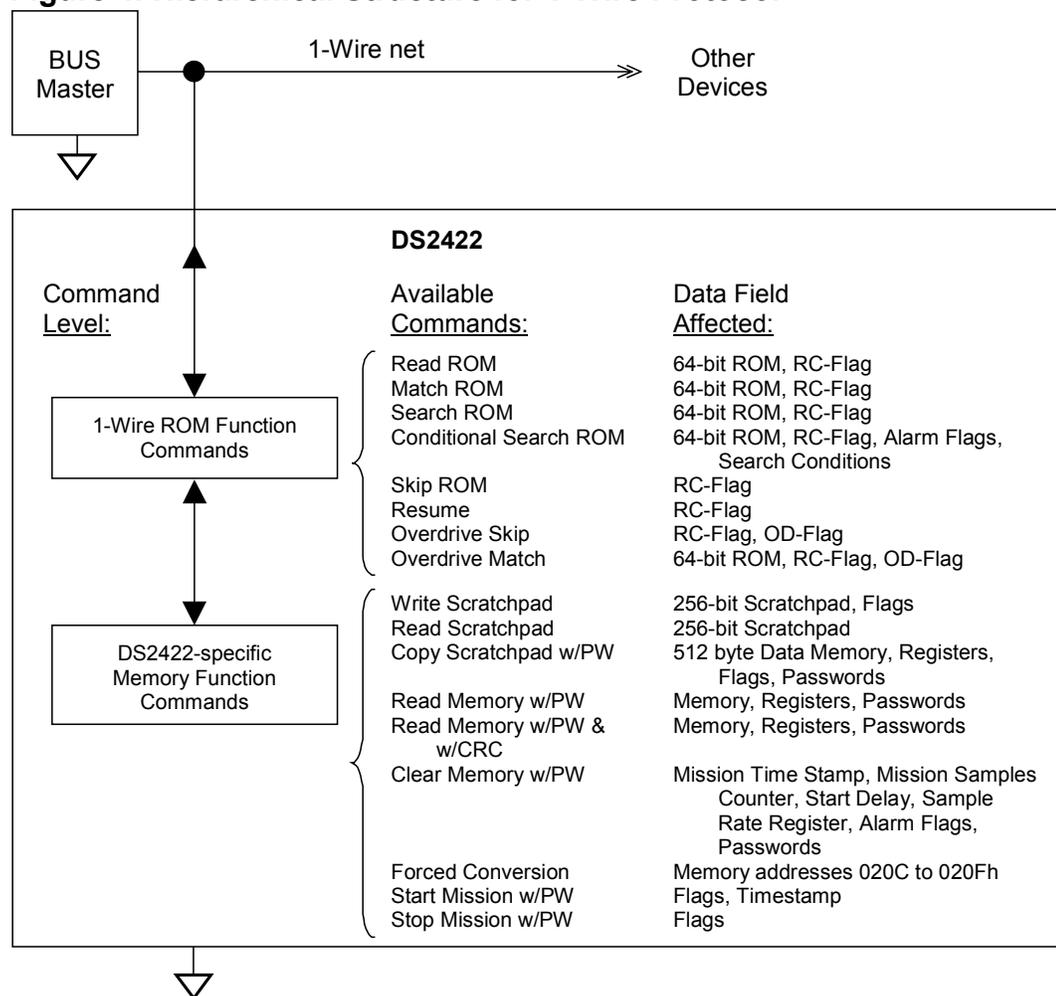 BUS
Master
1-Wire net
Other
Devices
DS2422
Command
Level:
Available
Commands:
Data Field
Affected:
1-Wire ROM Function
Commands
Read ROM 64-bit ROM, RC-Flag
Match ROM 64-bit ROM, RC-Flag
Search ROM 64-bit ROM, RC-Flag
Conditional Search ROM 64-bit ROM, RC-Flag, Alarm Flags,
Search Conditions
Skip ROM RC-Flag
Resume RC-Flag
Overdrive Skip RC-Flag, OD-Flag
Overdrive Match 64-bit ROM, RC-Flag, OD-Flag
DS2422-specific
Memory Function
Commands
Write Scratchpad 256-bit Scratchpad, Flags
Read Scratchpad 256-bit Scratchpad
Copy Scratchpad w/PW 512 byte Data Memory, Registers,
Flags, Passwords
Read Memory w/PW Memory, Registers, Passwords
Read Memory w/PW & Memory, Registers, Passwords
w/CRC
Clear Memory w/PW Mission Time Stamp, Mission Samples
Counter, Start Delay, Sample
Rate Register, Alarm Flags,
Passwords
Forced Conversion Memory addresses 020C to 020Fh
Start Mission w/PW Flags, Timestamp
Stop Mission w/PW Flags